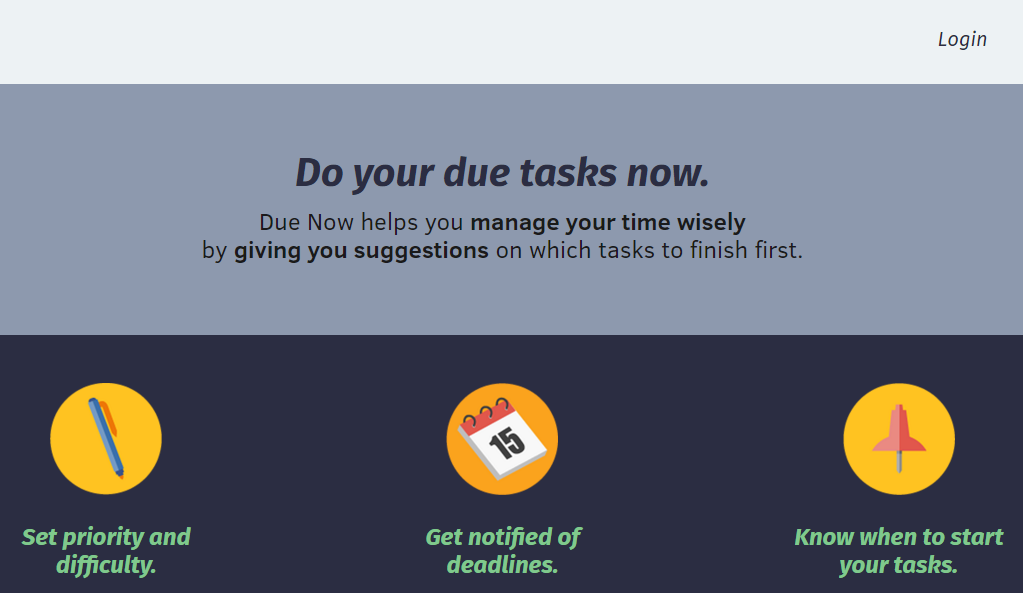 Login
Do your due tasks now.
Due Now helps you manage your time wisely
by giving you suggestions on which tasks to finish first.
15
Set priority and
difficulty.
Get notified of
deadlines.
Know when to start
your tasks.